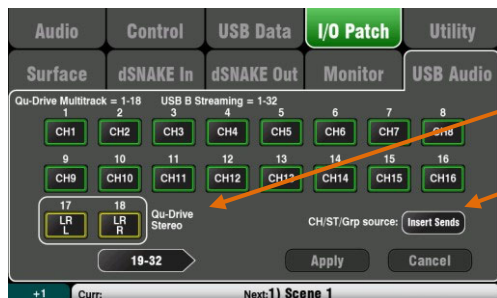 Audio Control USB Data I/O Patch Utility
Surface dSNAKE In dSNAKE Out Monitor USB Audio
Qu-Drive Multitrack = 1-18 USB B Streaming = 1-32
1 2 3 4 5 6 7 8
CH1 CH2 CH3 CH4 CH5 CH6 CH7 CH8
9 10 11 12 13 14 15 16
CH9 CH10 CH11 CH12 CH13 CH14 CH15 CH16
17 18
LR L LR R Qu-Drive Stereo
CH/ST/Grp source: Insert Sends
19-32 Apply Cancel
+1 Curr: Next:1) Scene 1